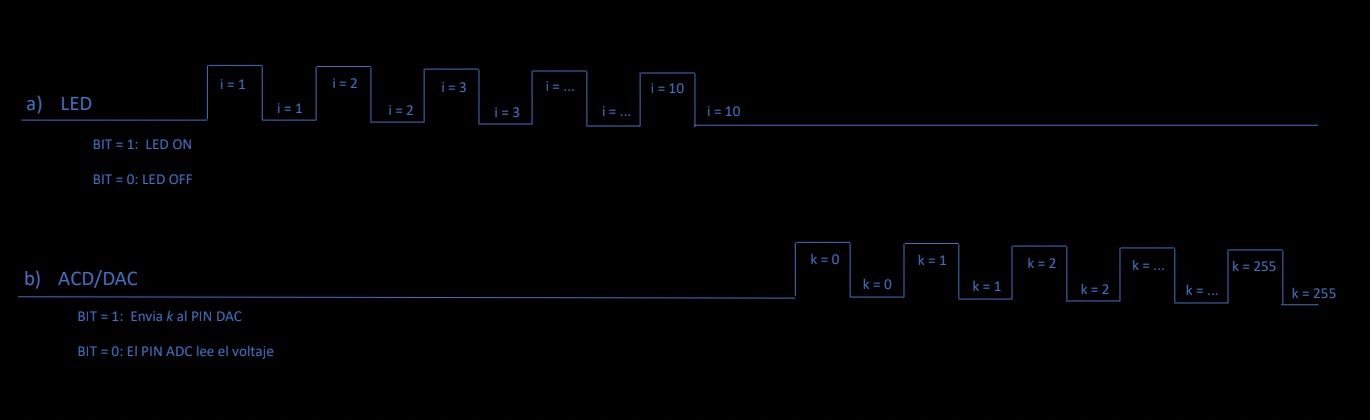 i = 1
i = 2
i = 3
i = ...
i = 10
a) LED
i = 1
i = 2
i = 3
i = ...
i = 10
BIT = 1: LED ON
BIT = 0: LED OFF
k = 0
k = 1
k = 2
k = ...
k = 255
b) ACD/DAC
k = 0
k = 1
k = 2
k = ...
k = 255
BIT = 1: Envia k al PIN DAC
BIT = 0: El PIN ADC lee el voltaje